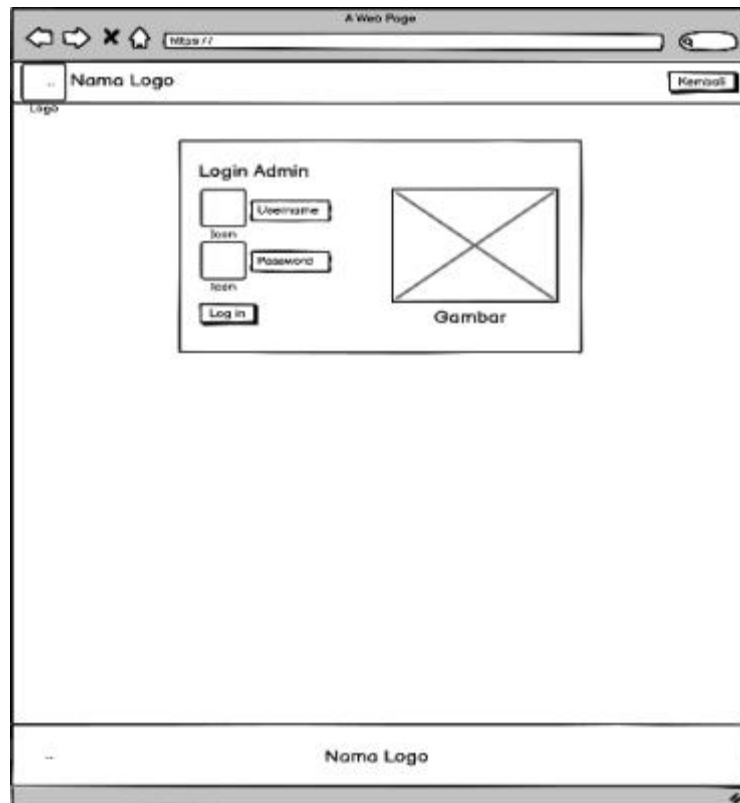 A Web Page
https://
Nama Logo
Kembali
Logo
Login Admin
Username
Icon
Password
Icon
Log in
Gambar
Nama Logo